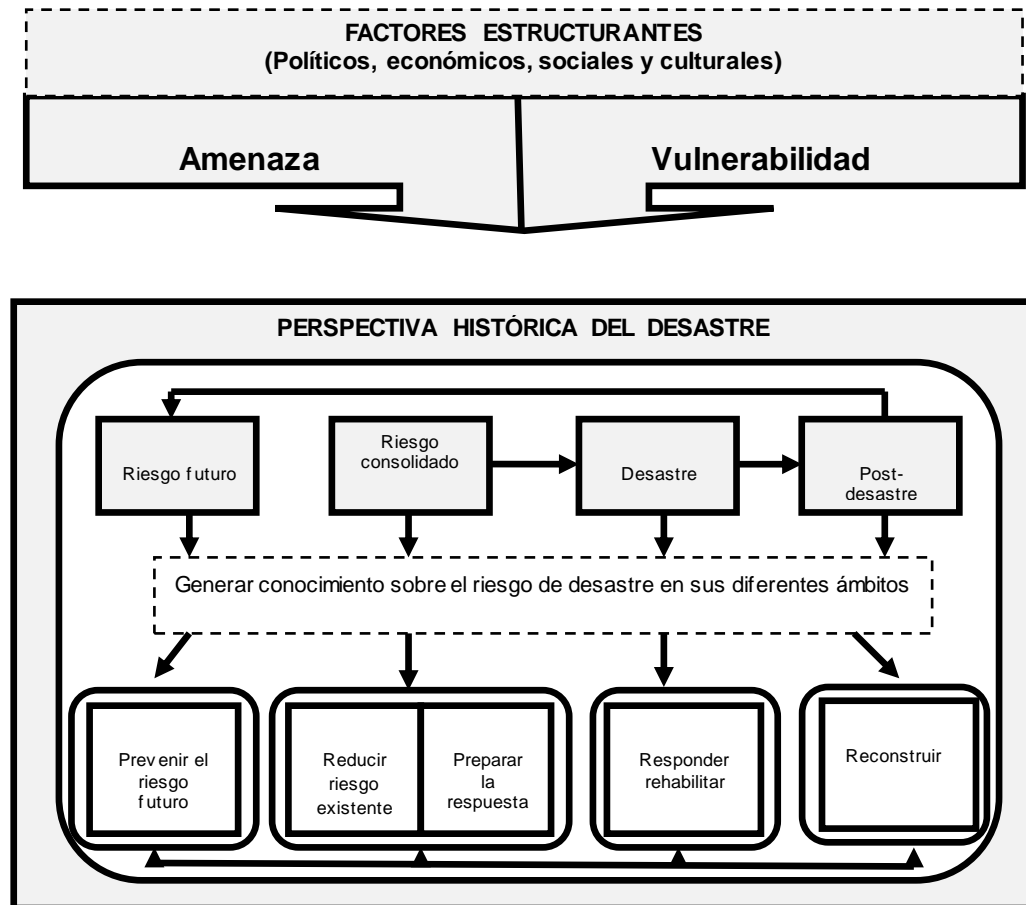 FACTORES ESTRUCTURANTES
(Políticos, económicos, sociales y culturales)
Amenaza
Vulnerabilidad
PERSPECTIVA HISTÓRICA DEL DESASTRE
Riesgo futuro
Riesgo
consolidado
Desastre
Post-
desastre
Generar conocimiento sobre el riesgo de desastre en sus diferentes ámbitos
Prevenir el
riesgo
futuro
Reducir
riesgo
existente
Preparar
la
respuesta
Responder
rehabilitar
Reconstruir